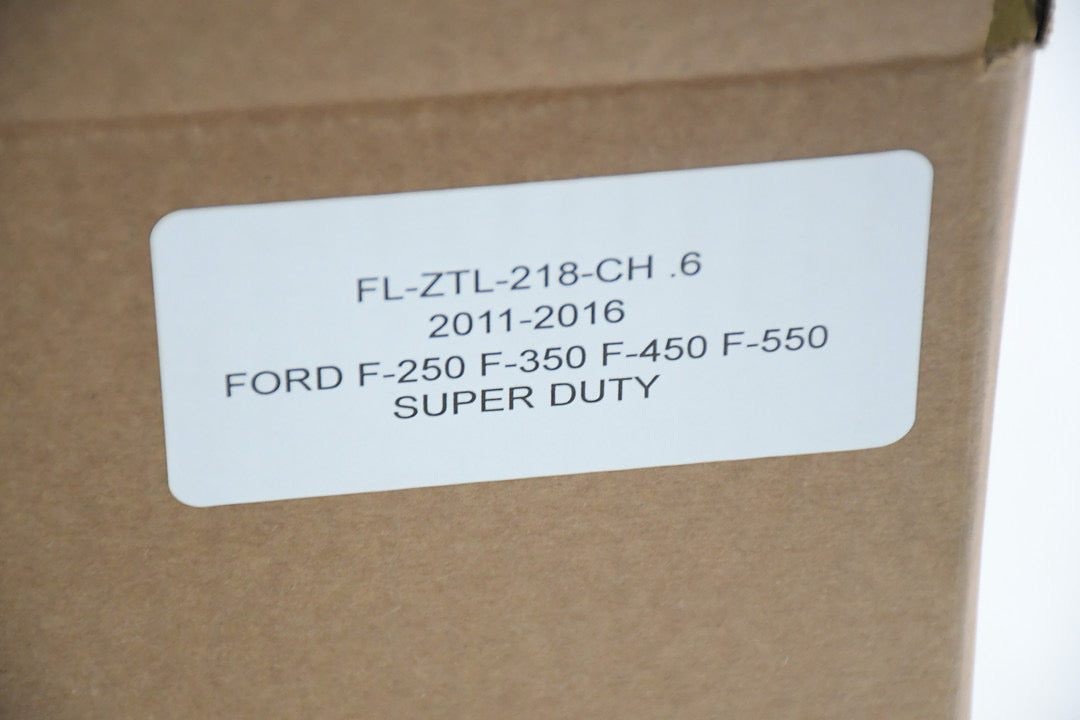 FL-ZTL-218-CH .6
2011-2016
FORD F-250 F-350 F-450 F-550
SUPER DUTY